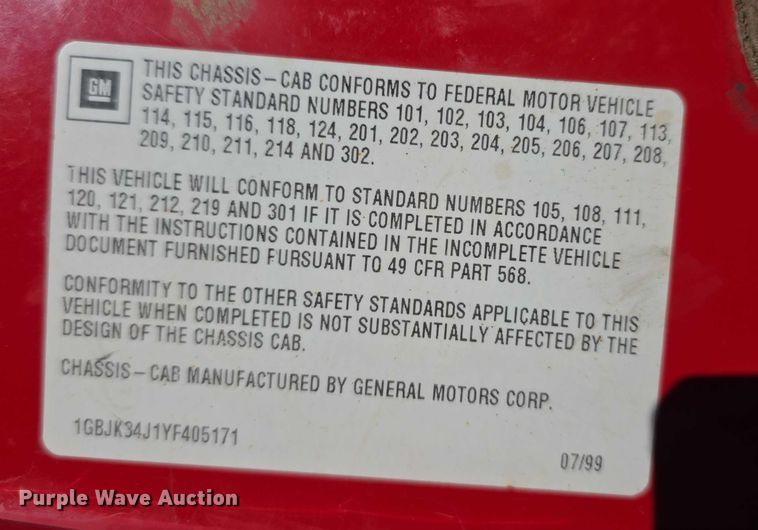 GM
THIS CHASSIS-CAB CONFORMS TO FEDERAL MOTOR VEHICLE
SAFETY STANDARD NUMBERS 101, 102, 103, 104, 106, 107, 113,
114, 115, 116, 118, 124, 201, 202, 203, 204, 205, 206, 207, 208,
209, 210, 211, 214 AND 302.
THIS VEHICLE WILL CONFORM TO STANDARD NUMBERS 105, 108, 111,
120, 121, 212, 219 AND 301 IF IT IS COMPLETED IN ACCORDANCE
WITH THE INSTRUCTIONS CONTAINED IN THE INCOMPLETE VEHICLE
DOCUMENT FURNISHED PURSUANT TO 49 CFR PART 568.
CONFORMITY TO THE OTHER SAFETY STANDARDS APPLICABLE TO THIS
VEHICLE WHEN COMPLETED IS NOT SUBSTANTIALLY AFFECTED BY THE
DESIGN OF THE CHASSIS CAB.
CHASSIS-CAB MANUFACTURED BY GENERAL MOTORS CORP.
1GBJK34J1YF405171
07/99
Purple Wave Auction